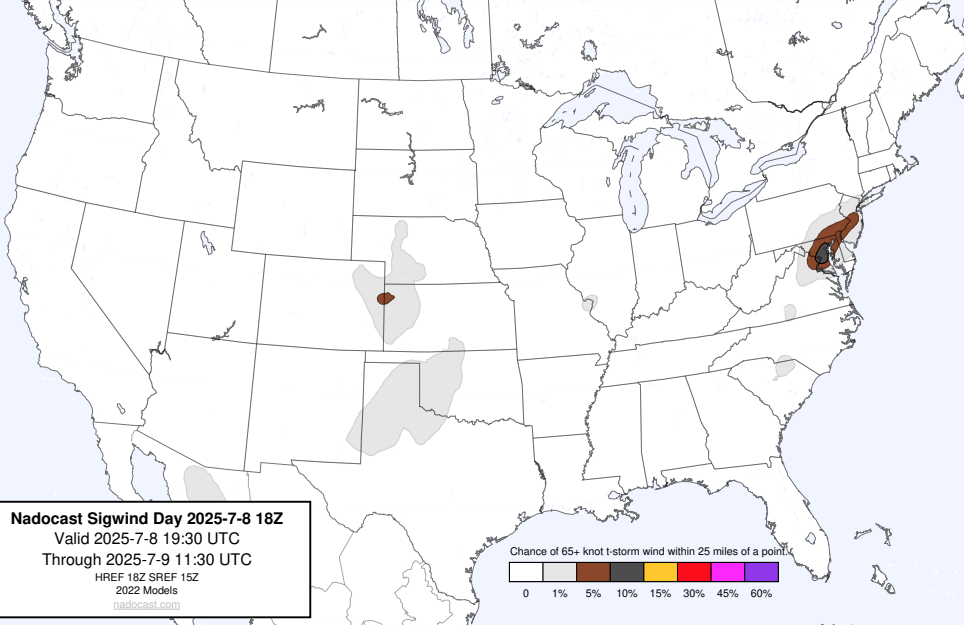 Nadocast Sigwind Day 2025-7-8 18Z
Valid 2025-7-8 19:30 UTC
Through 2025-7-9 11:30 UTC
HREF 18Z SREF 15Z
2022 Models
nadocast.com
Chance of 65+ knot t-storm wind within 25 miles of a point.
0 1% 5% 10% 15% 30% 45% 60%